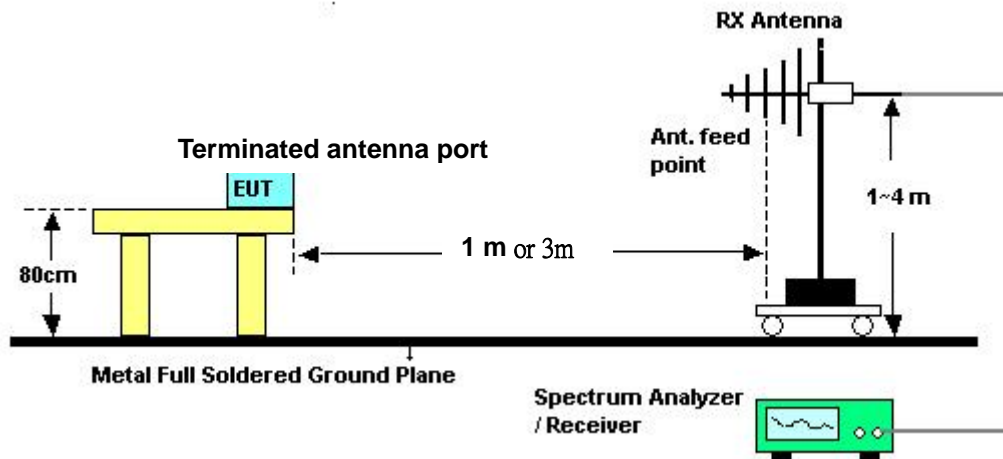 RX Antenna
Terminated antenna port
Ant. feed
point
EUT
1~4 m
1 m or 3m
80cm
Metal Full Soldered Ground Plane
Spectrum Analyzer
/ Receiver